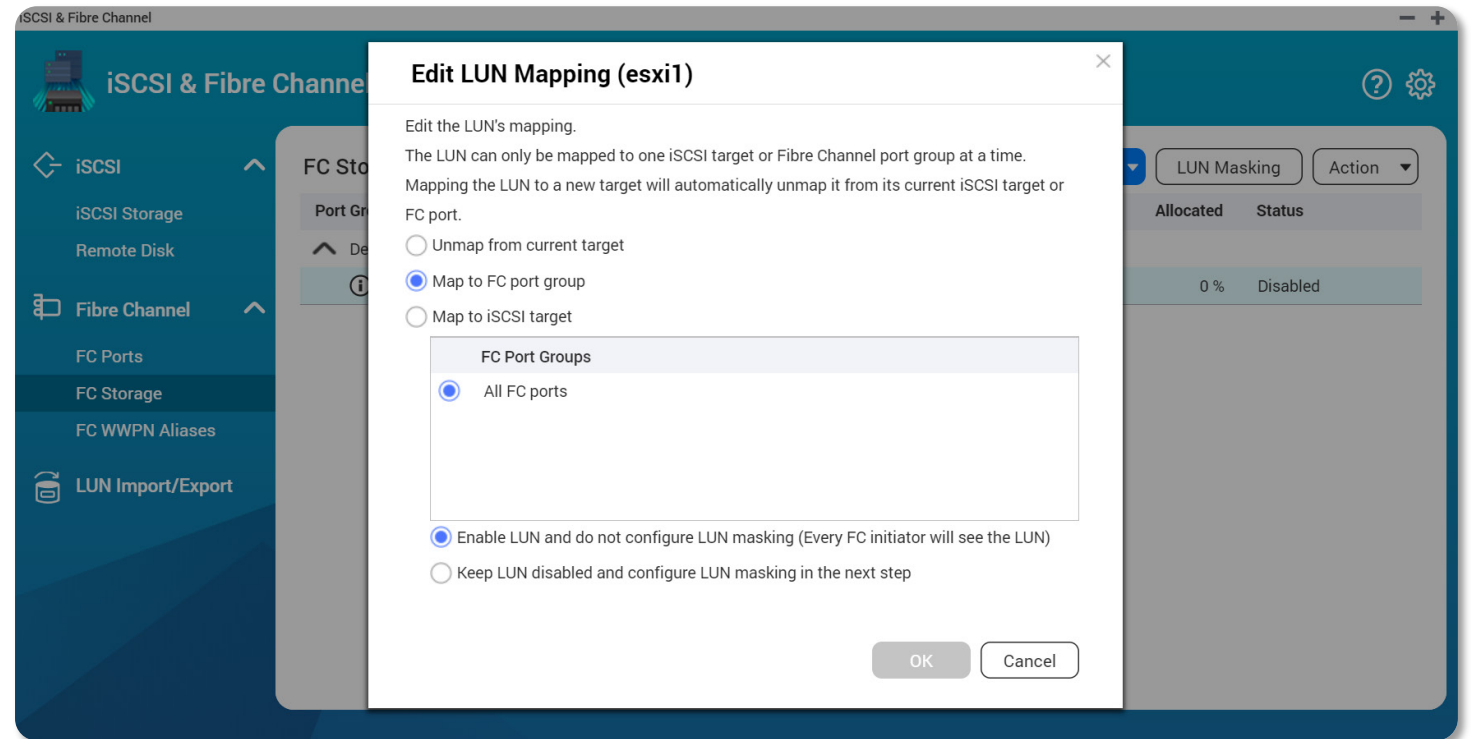 iSCSI & Fibre Channel
iSCSI & Fibre Channel
iSCSI
iSCSI Storage
Remote Disk
Fibre Channel
FC Ports
FC Storage
FC WWPN Aliases
LUN Import/Export
FC Sto
LUN Masking
Action
Port Gr
Allocated
Status
De
0 %
Disabled
Edit LUN Mapping (esxi1)
Edit the LUN's mapping.
The LUN can only be mapped to one iSCSI target or Fibre Channel port group at a time.
Mapping the LUN to a new target will automatically unmap it from its current iSCSI target or
FC port.
Unmap from current target
Map to FC port group
Map to iSCSI target
FC Port Groups
All FC ports
Enable LUN and do not configure LUN masking (Every FC initiator will see the LUN)
Keep LUN disabled and configure LUN masking in the next step
OK
Cancel